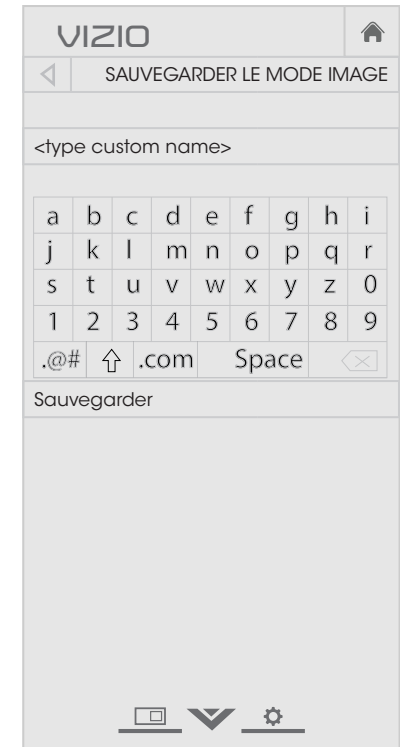 VIZIO
SAUVEGARDER LE MODE IMAGE
<type custom name>
a b c d e f g h i
j k l m n o p q r
s t u v w x y z 0
1 2 3 4 5 6 7 8 9
.@# .com Space
Sauvegarder